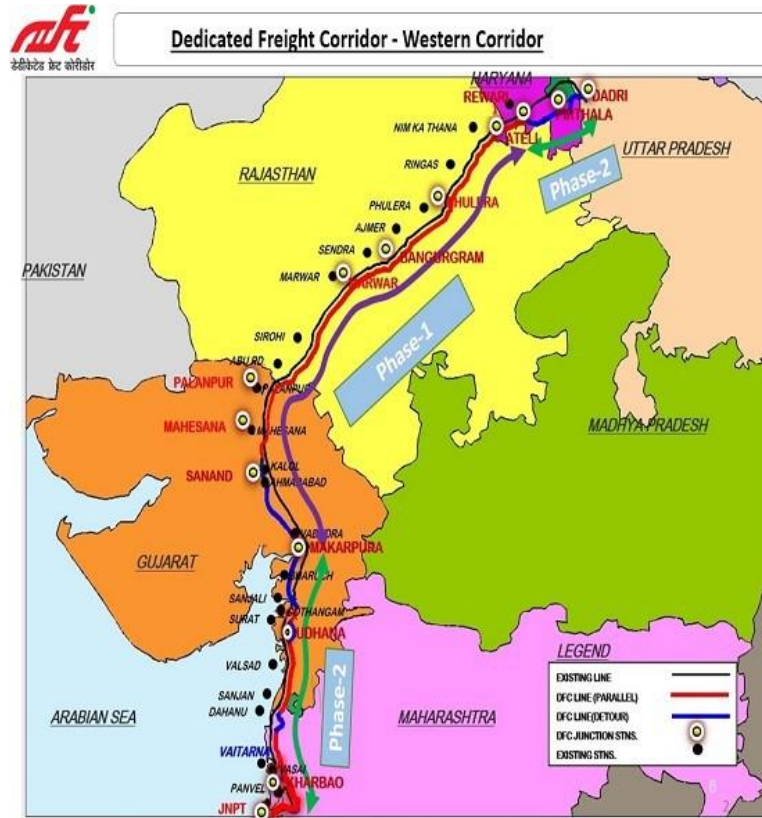 डेडीकेटेड फ्रेट कोरीडोर
Dedicated Freight Corridor - Western Corridor
HARYANA
REWARI
DADRI
PIRTHALA
NIM KA THANA
ATELI
UTTAR PRADESH
RINGAS
Phase-2
RAJASTHAN
PHULERA
PHULERA
AJMER
SENDRA
BANGURGRAM
PAKISTAN
MARWAR
MARWAR
SIROHI
Phase-1
ABU RD
PALANPUR
PALANPUR
MAHESANA
MAHESANA
MADHYA PRADESH
KALOL
SANAND
AHMADABAD
VADODRA
MAKARPURA
GUJARAT
BHARUCH
SANJALI
GOTHANGAM
SURAT
UDHANA
VALSAD
Phase-2
LEGEND
EXISTING LINE
DFC LINE (PARALLEL)
DFC LINE(DETOUR)
DFC JUNCTION STNS.
EXISTING STNS.
SANJAN
DAHANU
ARABIAN SEA
MAHARASHTRA
VAITARNA
VASAI
KHARBAO
PANVEL
JNPT
6
2